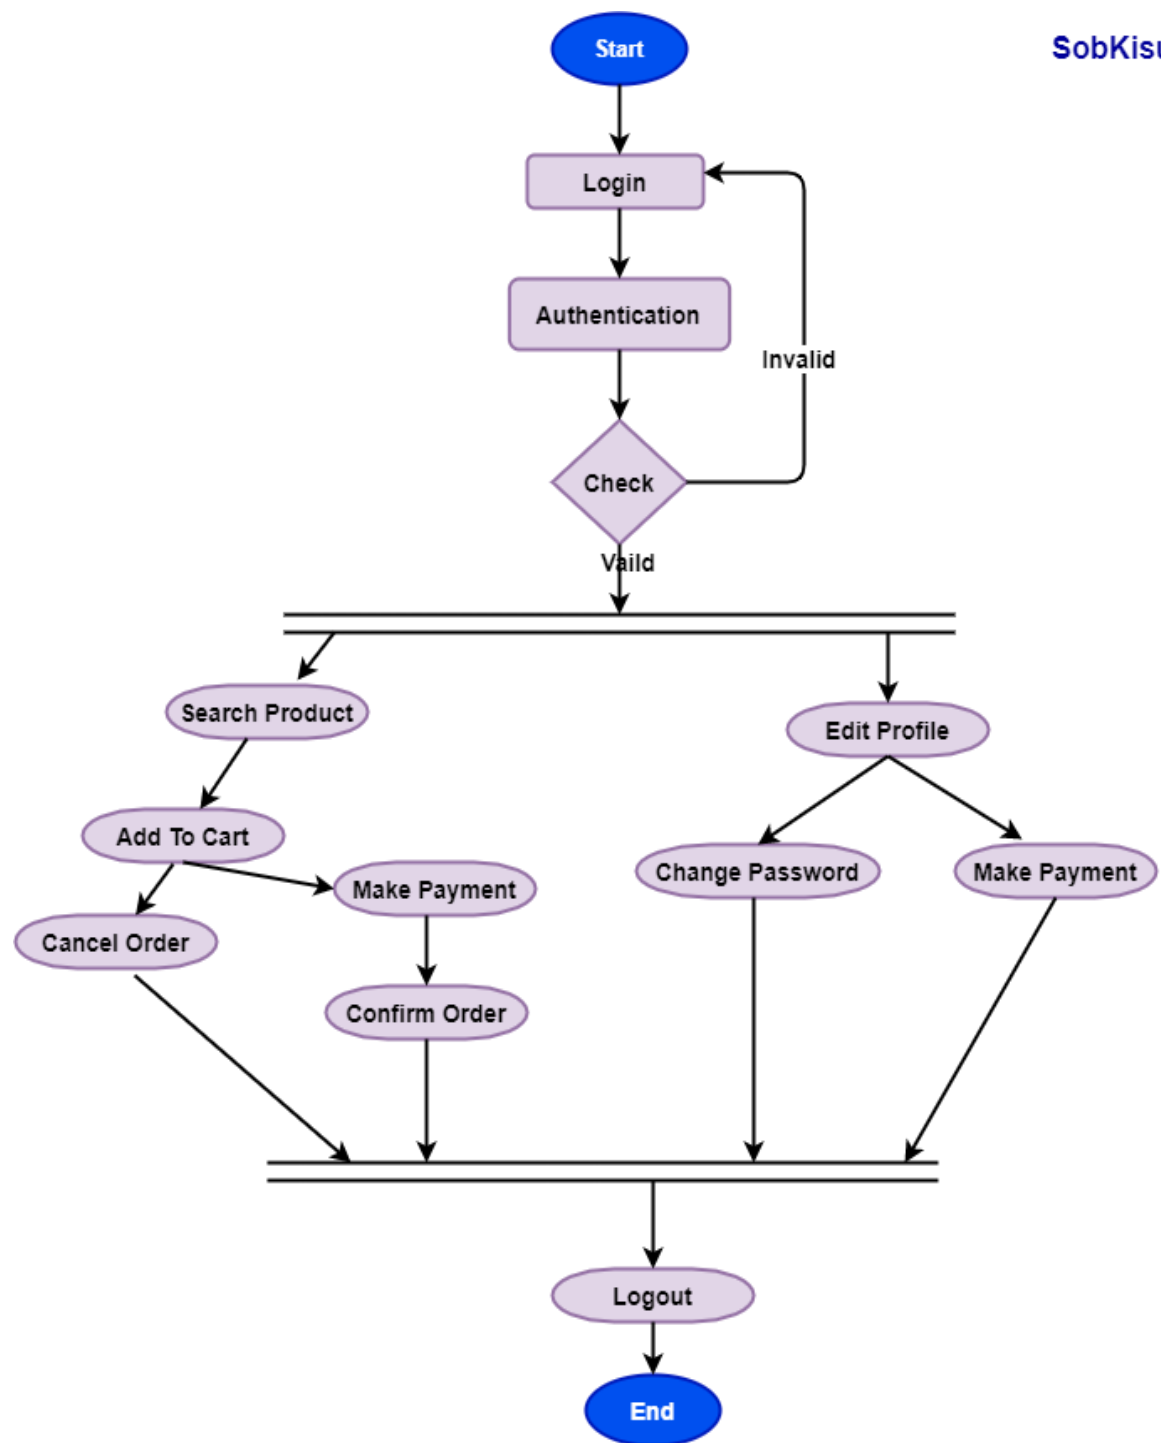 Start
SobKisu
Login
Authentication
Invalid
Check
Vaild
Search Product
Edit Profile
Add To Cart
Change Password
Make Payment
Make Payment
Cancel Order
Confirm Order
Logout
End